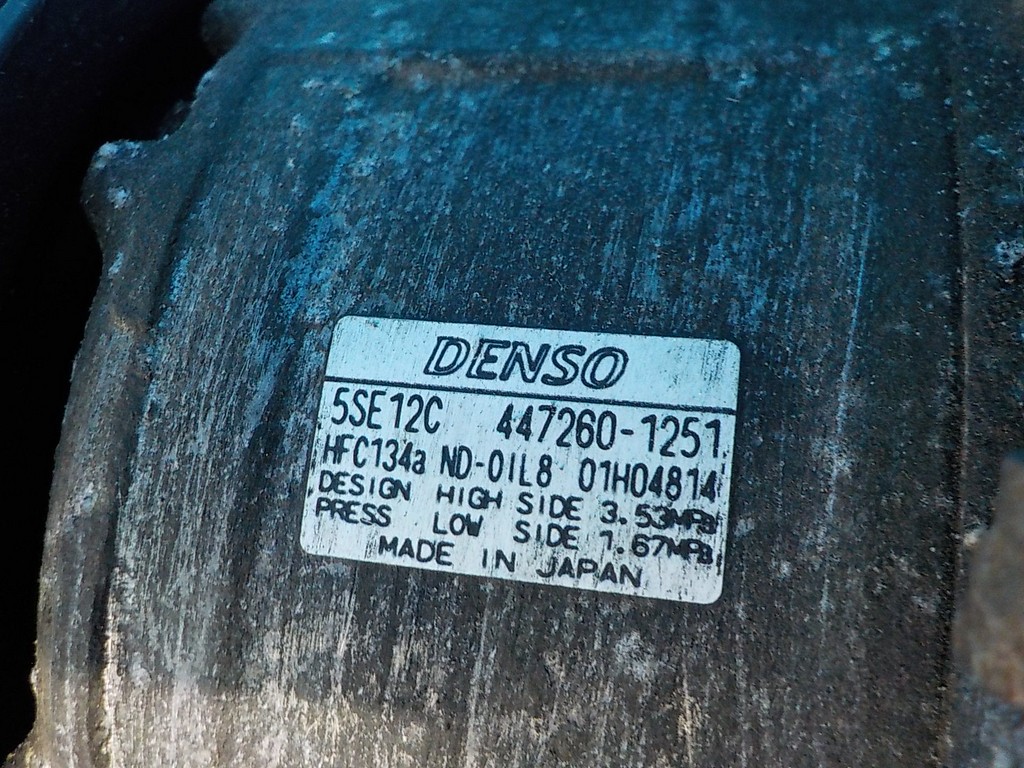 DENSO
5SE12C 447260-1251
HFC134a ND-OIL8 01H04814
DESIGN HIGH SIDE 3.53MPa
PRESS LOW SIDE 1.67MPa
MADE IN JAPAN